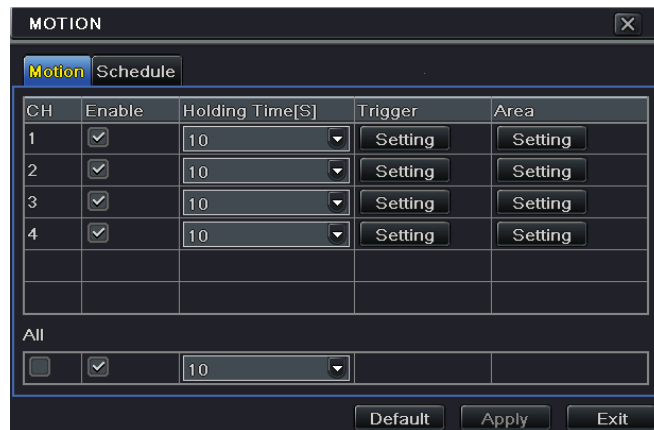 MOTION
Motion Schedule
CH Enable Holding Time[S] Trigger Area
1 10 Setting Setting
2 10 Setting Setting
3 10 Setting Setting
4 10 Setting Setting
All
10
Default Apply Exit